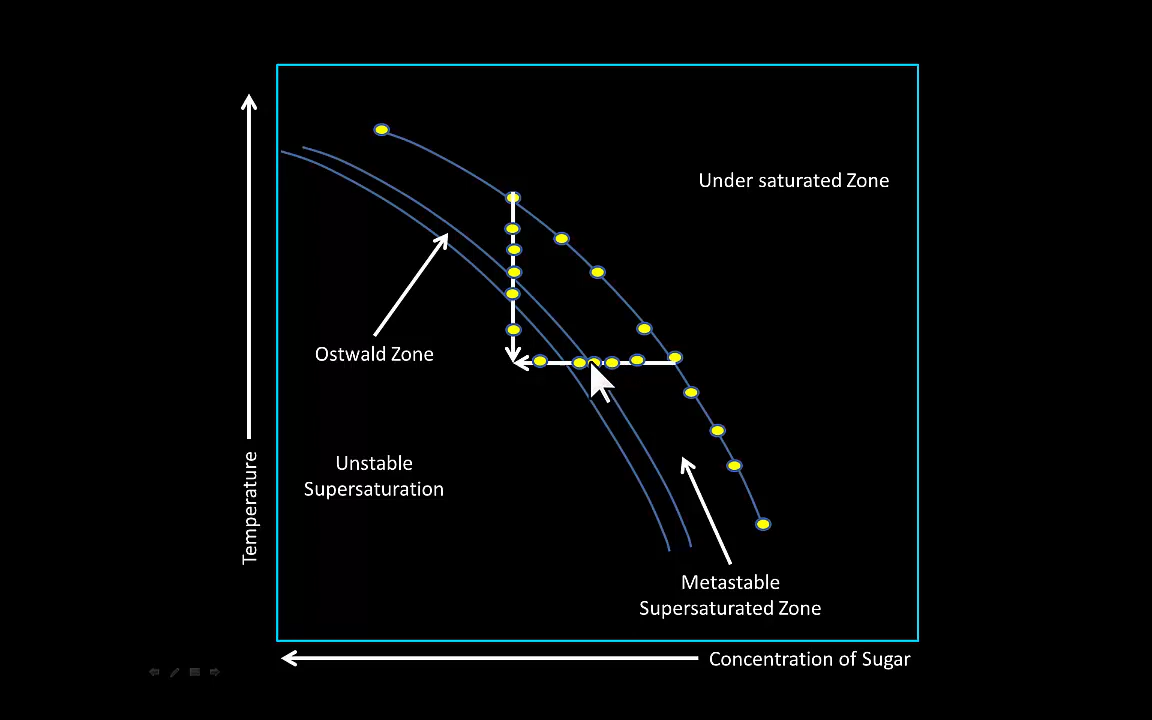 Under saturated Zone
Ostwald Zone
Unstable
Supersaturation
Temperature
Metastable
Supersaturated Zone
Concentration of Sugar